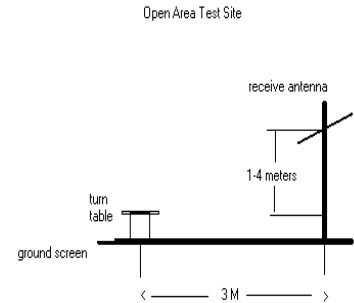 Open Area Test Site
receive antenna
1-4 meters
turn
table
ground screen
3 M